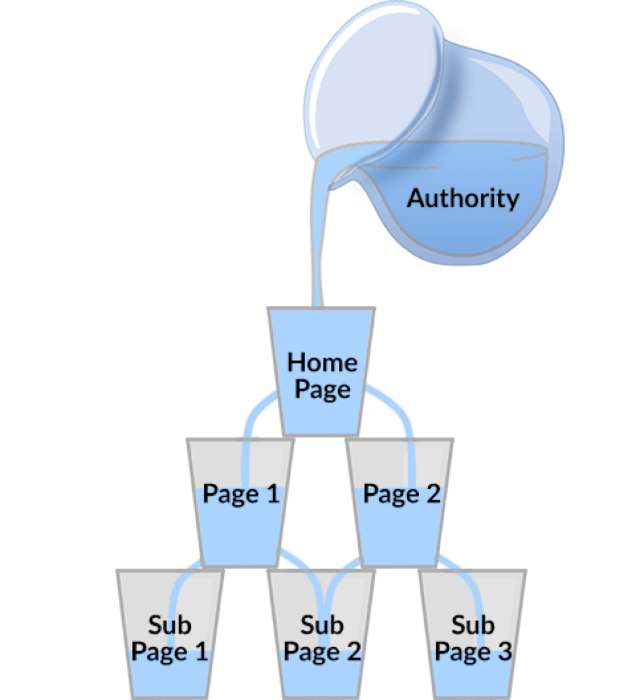 Authority
Home
Page
Page 1
Page 2
Sub
Page 1
Sub
Page 2
Sub
Page 3